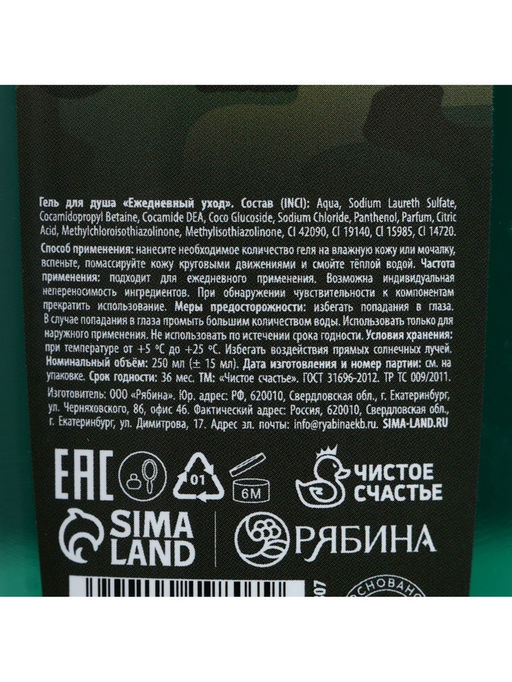 Гель для душа «Ежедневный уход». Состав (INCI): Aqua, Sodium Laureth Sulfate,
Cocamidopropyl Betaine, Cocamide DEA, Coco Glucoside, Sodium Chloride, Panthenol, Parfum, Citric
Acid, Methylchloroisothiazolinone, Methylisothiazolinone, CI 42090, CI 19140, CI 15985, CI 14720.
Способ применения: нанесите необходимое количество геля на влажную кожу или мочалку,
вспеньте, помассируйте кожу круговыми движениями и смойте тёплой водой. Частота
применения: подходит для ежедневного применения. Возможна индивидуальная
непереносимость ингредиентов. При обнаружении чувствительности к компонентам
прекратить использование. Меры предосторожности: избегать попадания в глаза.
В случае попадания в глаза промыть большим количеством воды. Использовать только для
наружного применения. Не использовать по истечении срока годности. Условия хранения:
при температуре от +5 ºC до +25 ºC. Избегать воздействия прямых солнечных лучей.
Номинальный объём: 250 мл (± 15 мл). Дата изготовления и номер партии: см. на
упаковке. Срок годности: 36 мес. ТМ: «Чистое счастье». ГОСТ 31696-2012. ТР ТС 009/2011.
Изготовитель: ООО «Рябина». Юр. адрес: РФ, 620010, Свердловская обл., г. Екатеринбург,
ул. Черняховского, 86, офис 46. Фактический адрес: Россия, 620010, Свердловская обл.,
г. Екатеринбург, ул. Димитрова, 17. Адрес эл. почты: info@ryabinaekb.ru. SIMA-LAND.RU
EAC
01
6M
ЧИСТОЕ
СЧАСТЬЕ
SIMA
LAND
РЯБИНА
07
ОСНОВАНО